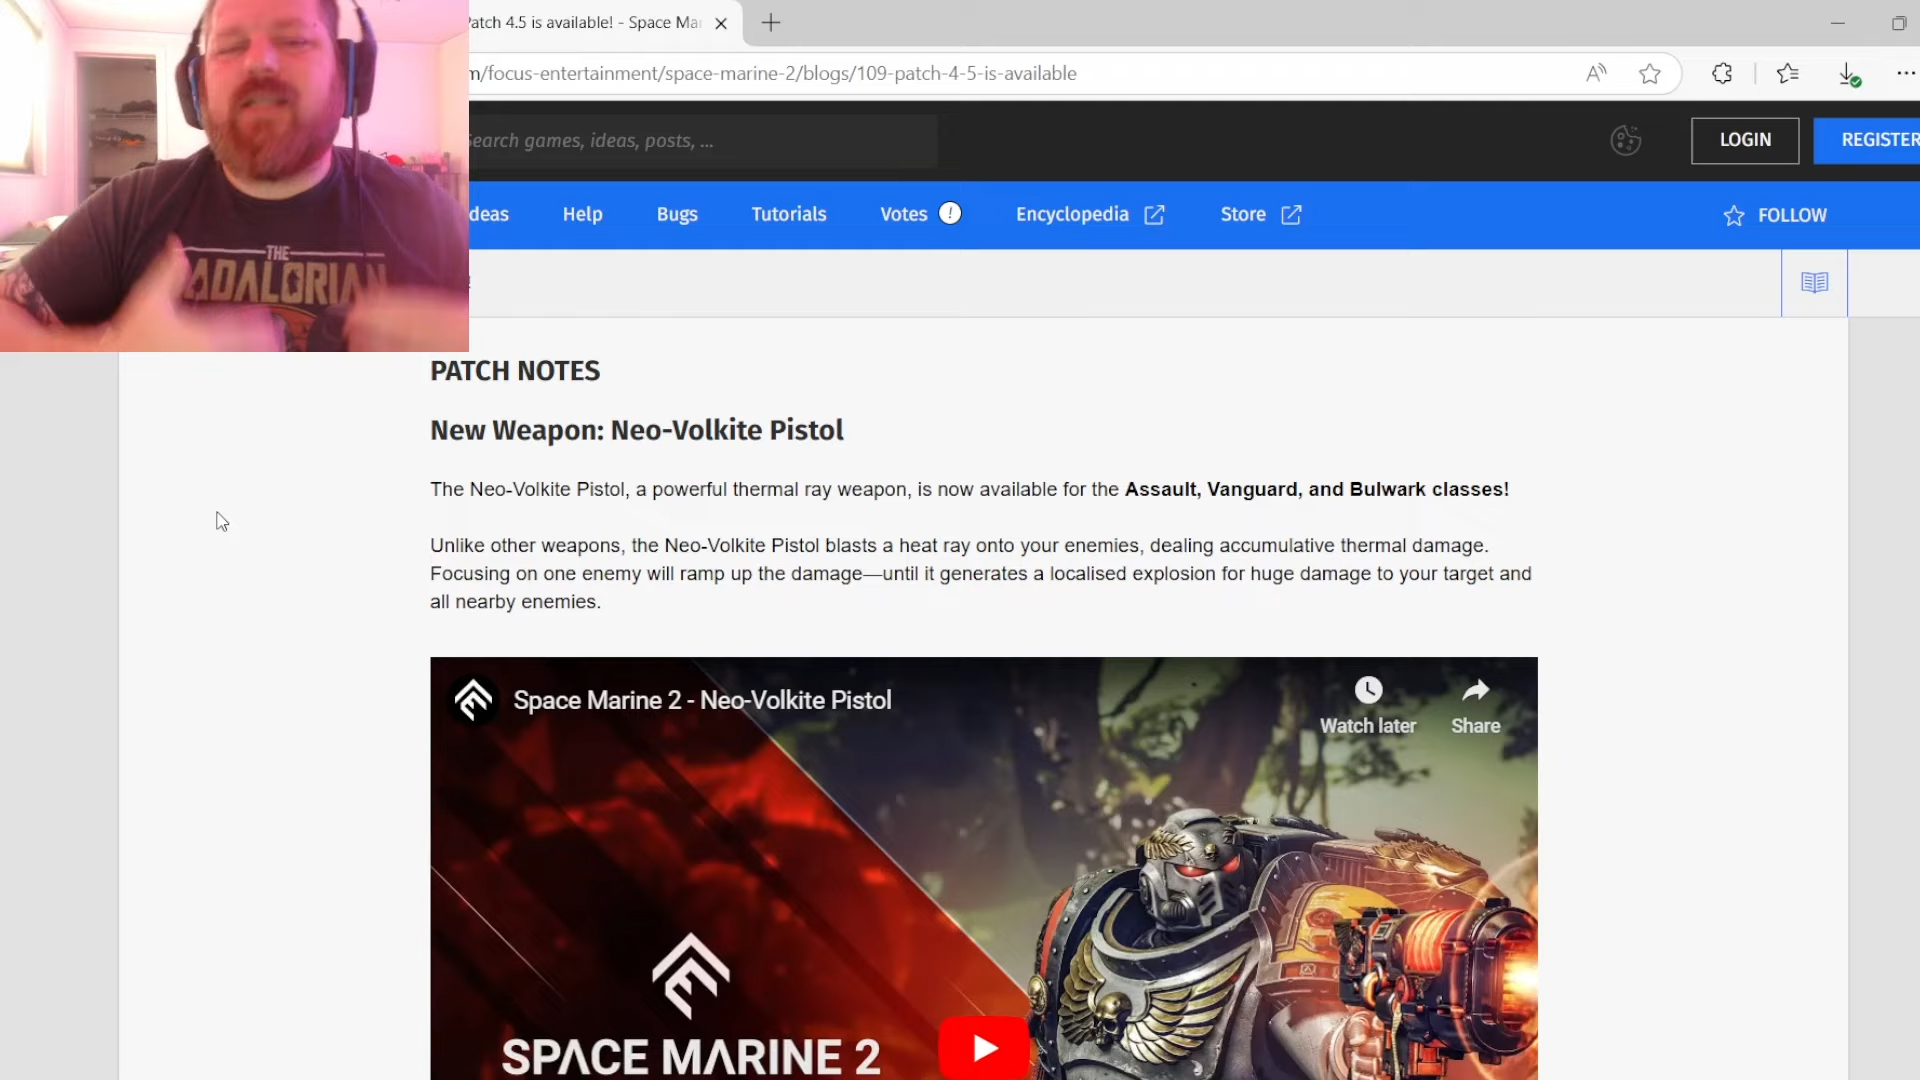 Patch 4.5 is available! - Space Mar
m/focus-entertainment/space-marine-2/blogs/109-patch-4-5-is-available
Search games, ideas, posts, ...
LOGIN
REGISTER
deas
Help
Bugs
Tutorials
Votes !
Encyclopedia
Store
FOLLOW
THE
ADALORIAN
PATCH NOTES
New Weapon: Neo-Volkite Pistol
The Neo-Volkite Pistol, a powerful thermal ray weapon, is now available for the Assault, Vanguard, and Bulwark classes!
Unlike other weapons, the Neo-Volkite Pistol blasts a heat ray onto your enemies, dealing accumulative thermal damage.
Focusing on one enemy will ramp up the damage—until it generates a localised explosion for huge damage to your target and
all nearby enemies.
Space Marine 2 - Neo-Volkite Pistol
Watch later
Share
SPACE MARINE 2